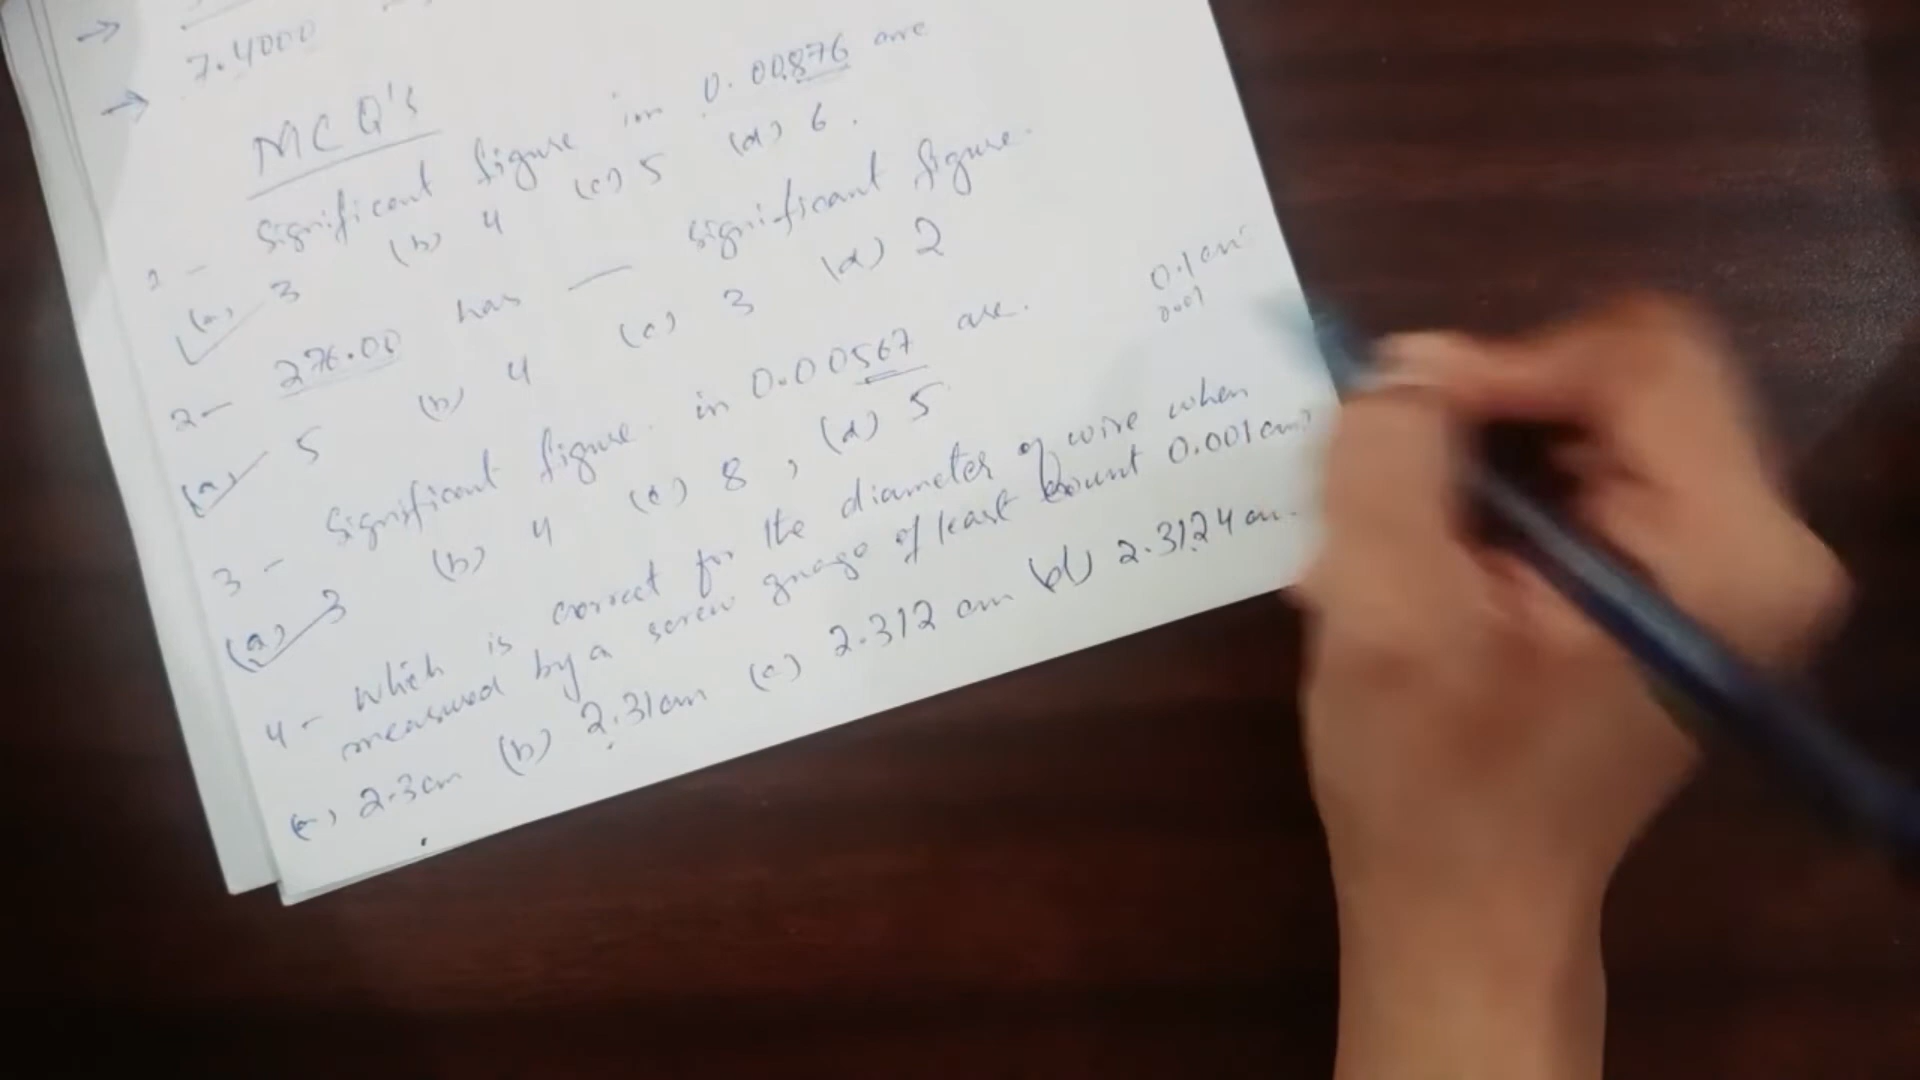 →
→ 7.4000
MCQ's
1 - Significant figure in 0.00876 are
(a) 3 (b) 4 (c) 5 (d) 6.
2- 276.00 has — significant figure.
(a) 5 (b) 4 (c) 3 (d) 2
3 - Significant figure in 0.00567 are.
(a) 3 (b) 4 (c) 8, (d) 5
0.1 cm
0.01
4 - Which is correct for the diameter of wire when
measured by a screw guage of least count 0.001 cm?
(a) 2.3 cm (b) 2.31 cm (c) 2.312 cm (d) 2.3124 cm.